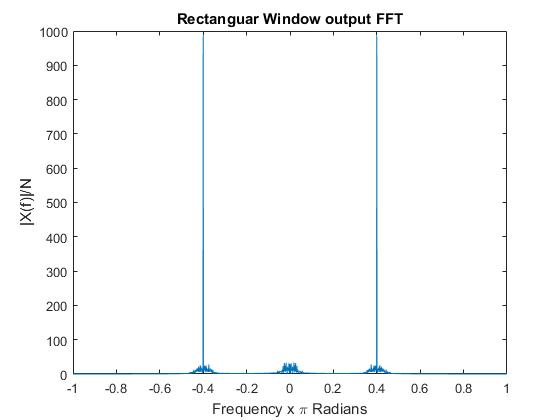 Rectanguar Window output FFT
1000
900
800
700
600
500
400
300
200
100
0
|X(f)|/N
-1 -0.8 -0.6 -0.4 -0.2 0 0.2 0.4 0.6 0.8 1
Frequency x π Radians